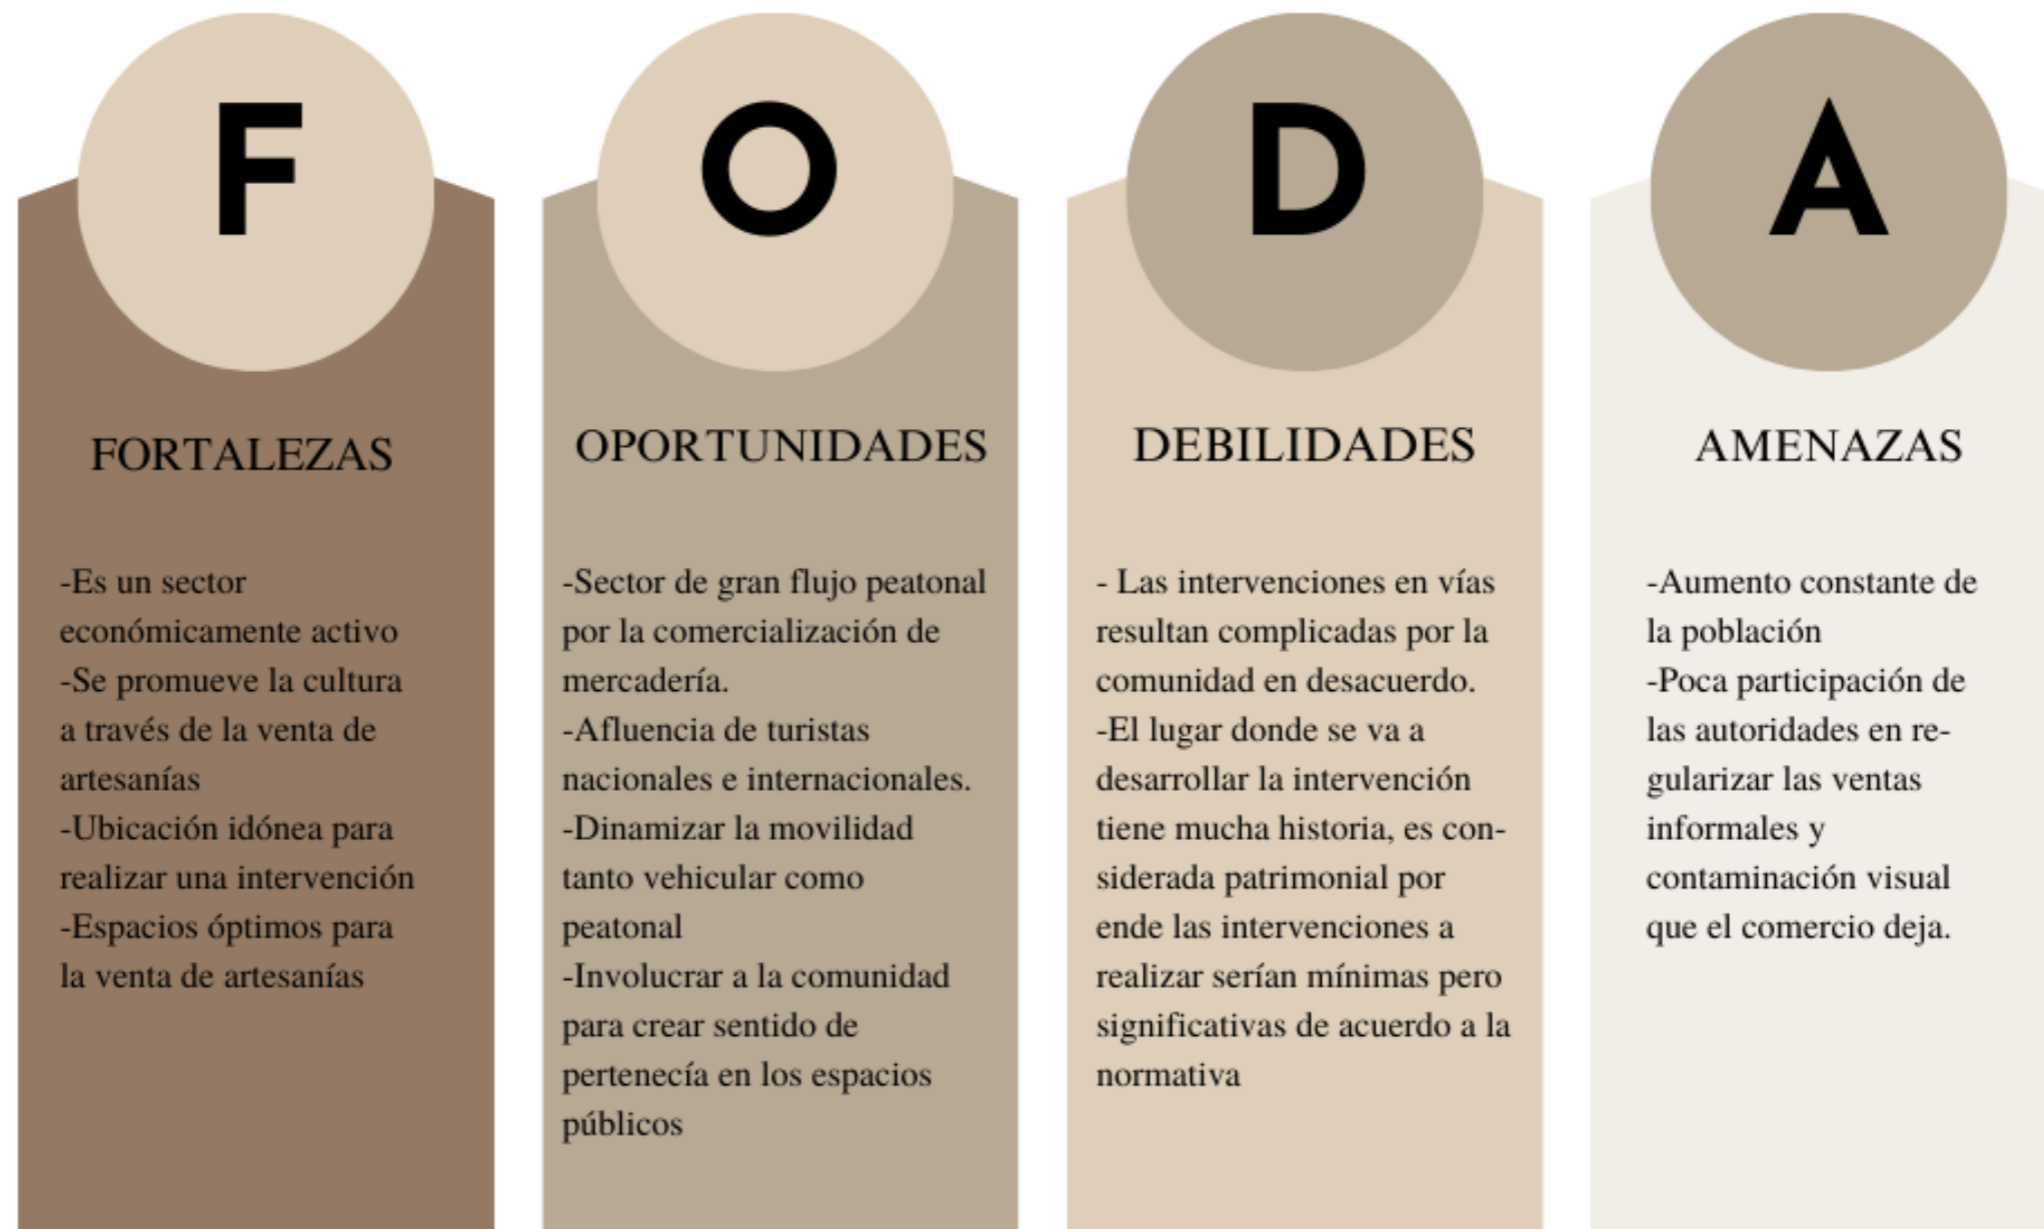 F
FORTALEZAS
-Es un sector
económicamente activo
-Se promueve la cultura
a través de la venta de
artesanías
-Ubicación idónea para
realizar una intervención
-Espacios óptimos para
la venta de artesanías
O
OPORTUNIDADES
-Sector de gran flujo peatonal
por la comercialización de
mercadería.
-Afluencia de turistas
nacionales e internacionales.
-Dinamizar la movilidad
tanto vehicular como
peatonal
-Involucrar a la comunidad
para crear sentido de
pertenecía en los espacios
públicos
D
DEBILIDADES
- Las intervenciones en vías
resultan complicadas por la
comunidad en desacuerdo.
-El lugar donde se va a
desarrollar la intervención
tiene mucha historia, es con-
siderada patrimonial por
ende las intervenciones a
realizar serían mínimas pero
significativas de acuerdo a la
normativa
A
AMENAZAS
-Aumento constante de
la población
-Poca participación de
las autoridades en re-
gularizar las ventas
informales y
contaminación visual
que el comercio deja.